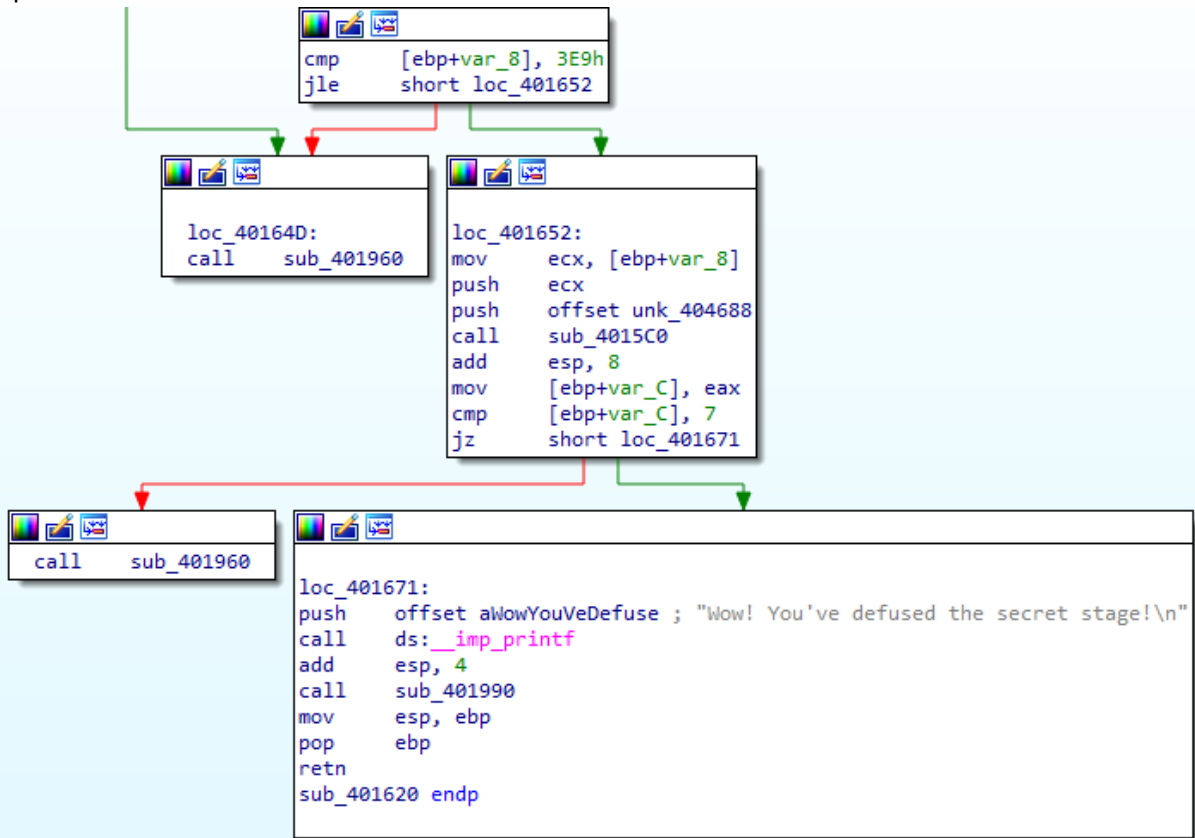 cmp [ebp+var_8], 3E9h
jle short loc_401652
loc_40164D:
call sub_401960
loc_401652:
mov ecx, [ebp+var_8]
push ecx
push offset unk_404688
call sub_4015C0
add esp, 8
mov [ebp+var_C], eax
cmp [ebp+var_C], 7
jz short loc_401671
call sub_401960
loc_401671:
push offset aWowYouVeDefuse ; "Wow! You've defused the secret stage!\n"
call ds:__imp_printf
add esp, 4
call sub_401990
mov esp, ebp
pop ebp
retn
sub_401620 endp